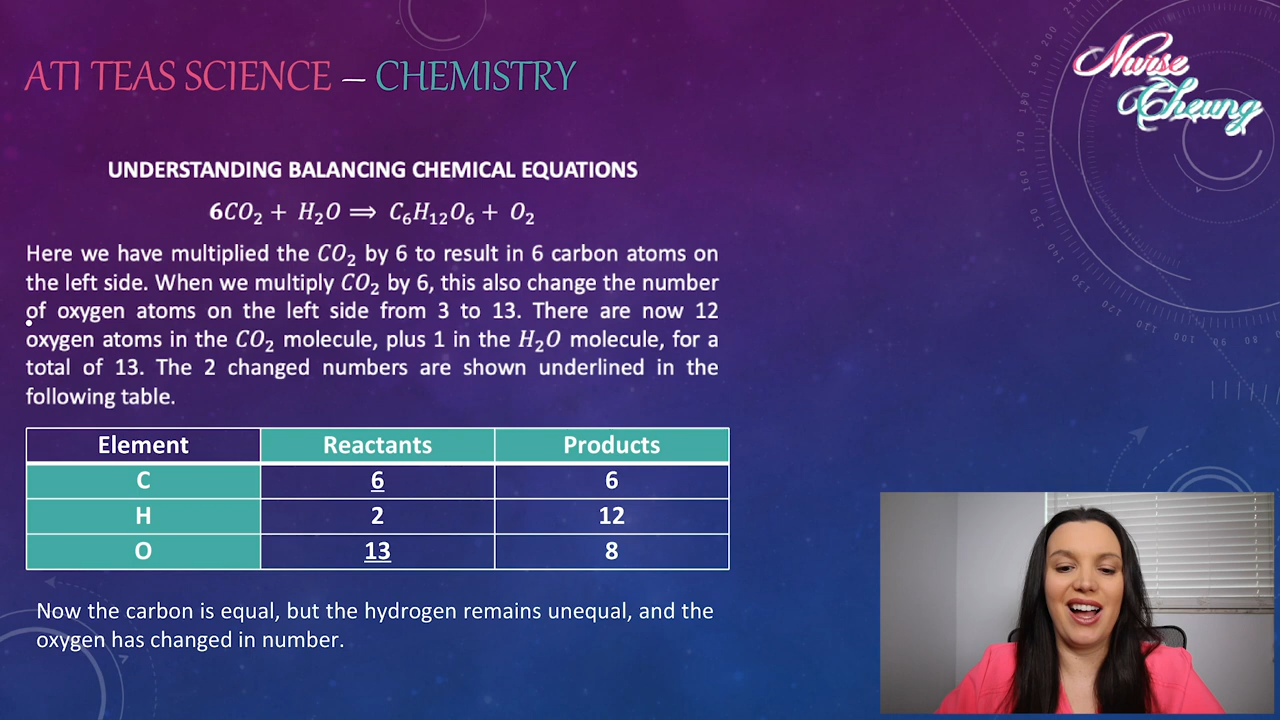 ATI TEAS SCIENCE – CHEMISTRY
Nurse
Cheung
UNDERSTANDING BALANCING CHEMICAL EQUATIONS
6CO₂ + H₂O ⟹ C₆H₁₂O₆ + O₂
Here we have multiplied the CO₂ by 6 to result in 6 carbon atoms on
the left side. When we multiply CO₂ by 6, this also change the number
of oxygen atoms on the left side from 3 to 13. There are now 12
oxygen atoms in the CO₂ molecule, plus 1 in the H₂O molecule, for a
total of 13. The 2 changed numbers are shown underlined in the
following table.
Element Reactants Products
C 6 6
H 2 12
O 13 8
Now the carbon is equal, but the hydrogen remains unequal, and the
oxygen has changed in number.